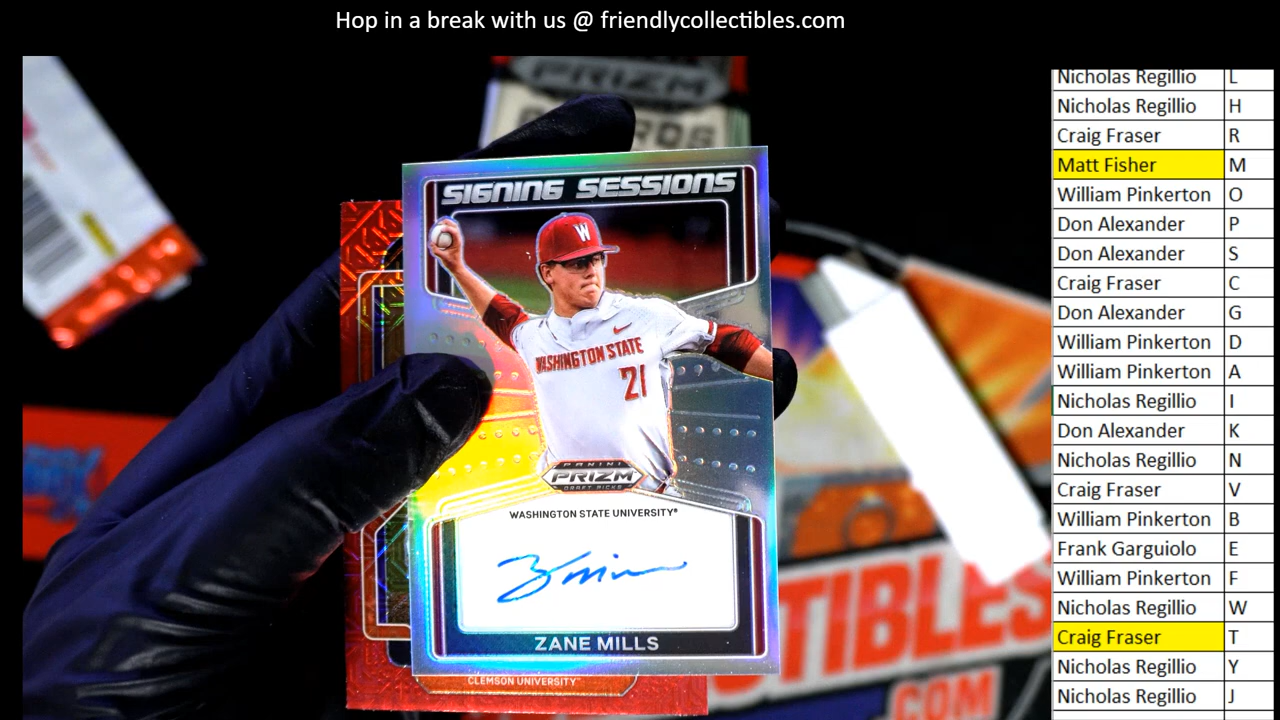 Hop in a break with us @ friendlycollectibles.com
PRIZM
SIGNING SESSIONS
W
WASHINGTON STATE
21
PANINI
PRIZM
DRAFT PICKS
WASHINGTON STATE UNIVERSITY®
ZANE MILLS
CLEMSON UNIVERSITY™
TIBLES
.COM
Nicholas Regillio L
Nicholas Regillio H
Craig Fraser R
Matt Fisher M
William Pinkerton O
Don Alexander P
Don Alexander S
Craig Fraser C
Don Alexander G
William Pinkerton D
William Pinkerton A
Nicholas Regillio I
Don Alexander K
Nicholas Regillio N
Craig Fraser V
William Pinkerton B
Frank Garguiolo E
William Pinkerton F
Nicholas Regillio W
Craig Fraser T
Nicholas Regillio Y
Nicholas Regillio J